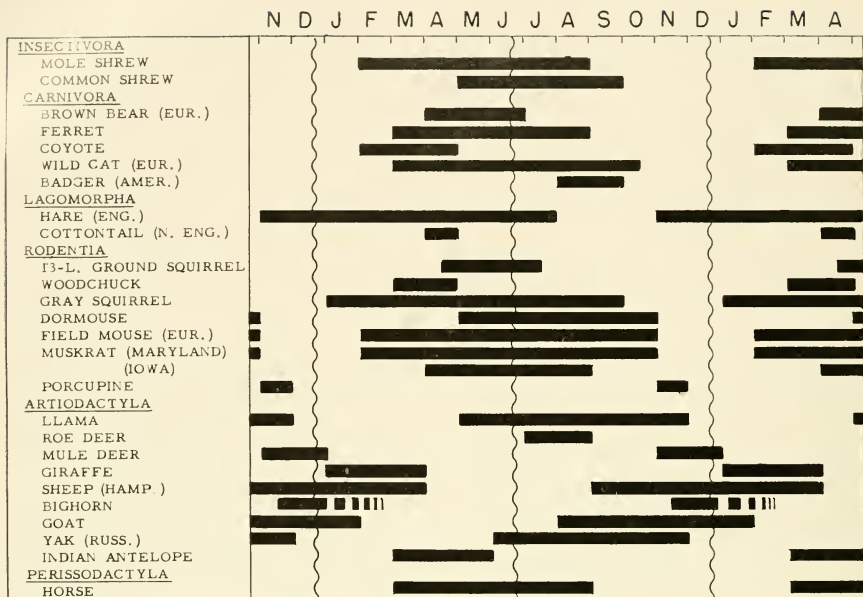 N D J F M A M J J A S O N D J F M A
INSECTIVORA
MOLE SHREW
COMMON SHREW
CARNIVORA
BROWN BEAR (EUR.)
FERRET
COYOTE
WILD CAT (EUR.)
BADGER (AMER.)
LAGOMORPHA
HARE (ENG.)
COTTONTAIL (N. ENG.)
RODENTIA
13-L. GROUND SQUIRREL
WOODCHUCK
GRAY SQUIRREL
DORMOUSE
FIELD MOUSE (EUR.)
MUSKRAT (MARYLAND)
(IOWA)
PORCUPINE
ARTIODACTYLA
LLAMA
ROE DEER
MULE DEER
GIRAFFE
SHEEP (HAMP.)
BIGHORN
GOAT
YAK (RUSS.)
INDIAN ANTELOPE
PERISSODACTYLA
HORSE